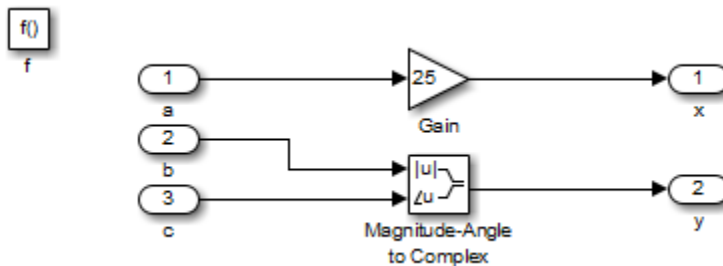 f()
f
1
a
25
Gain
1
x
2
b
3
c
|u|
∠u
Magnitude-Angle
to Complex
2
y